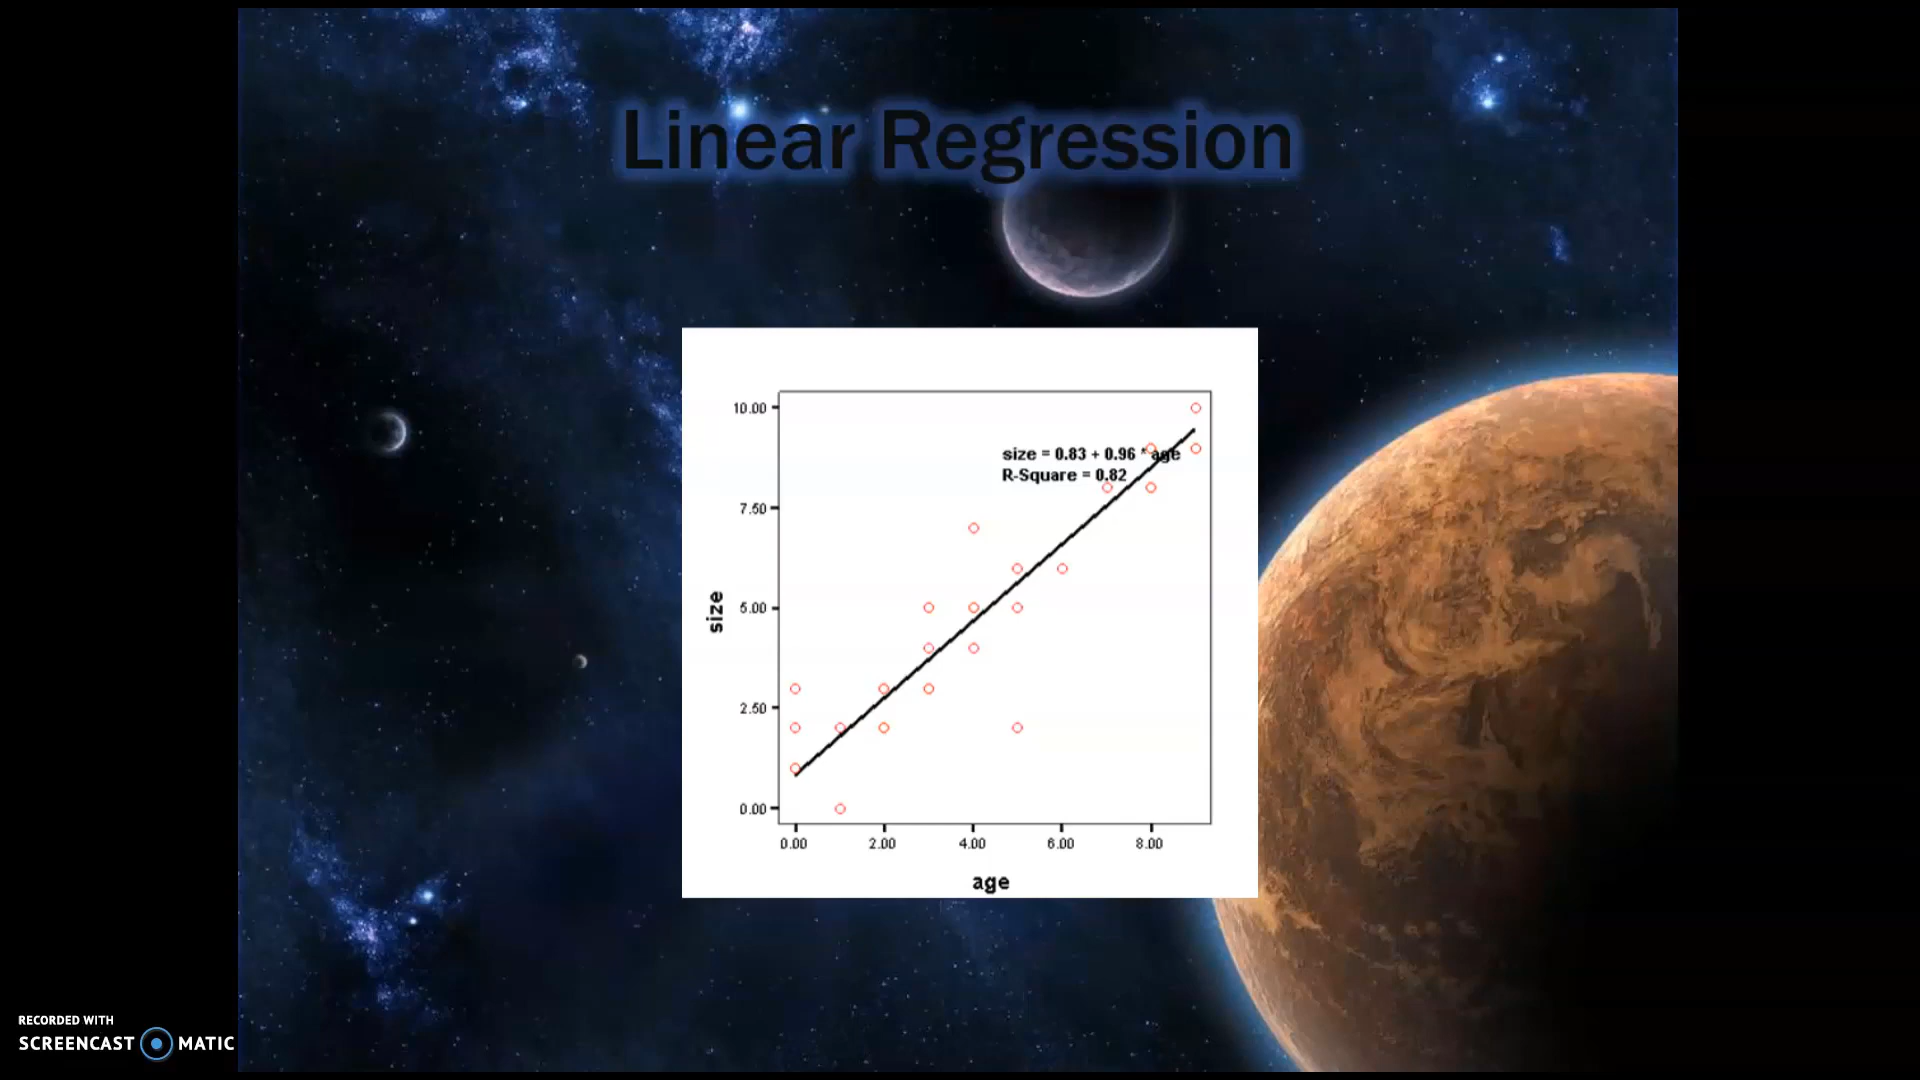 Linear Regression
10.00
size = 0.83 + 0.96 * age
R-Square = 0.82
7.50
5.00
size
2.50
0.00
0.00 2.00 4.00 6.00 8.00
age
RECORDED WITH
SCREENCAST MATIC